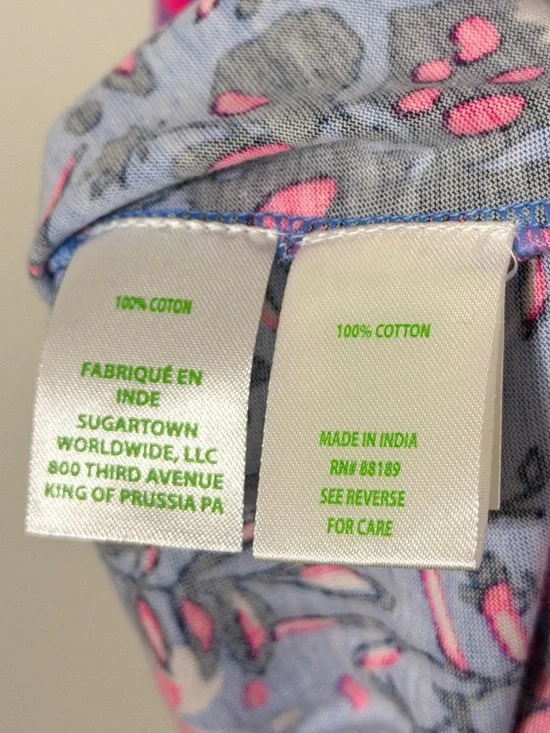 100% COTON
FABRIQUÉ EN
INDE
SUGARTOWN
WORLDWIDE, LLC
800 THIRD AVENUE
KING OF PRUSSIA PA
100% COTTON
MADE IN INDIA
RN# 88189
SEE REVERSE
FOR CARE